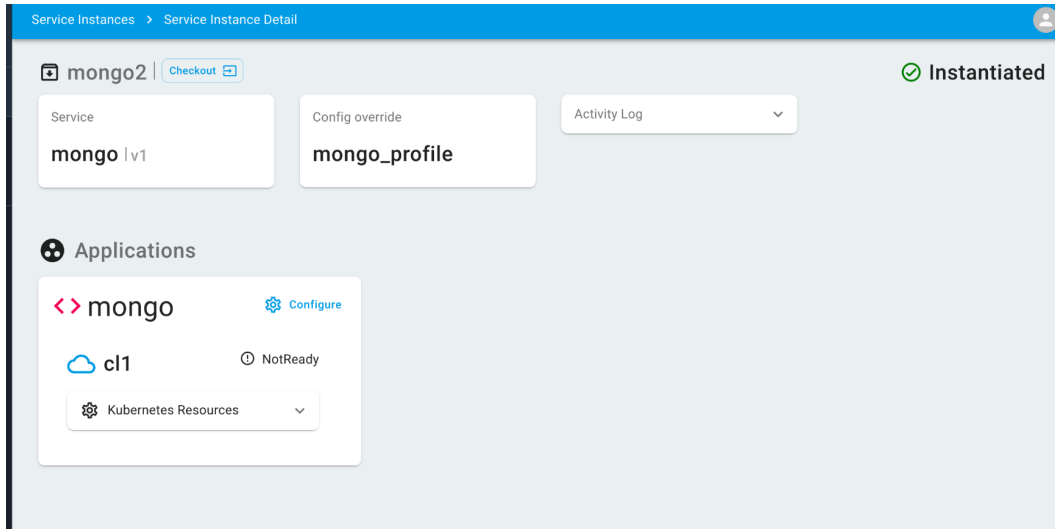 Service Instances > Service Instance Detail
mongo2 | Checkout
Instantiated
Service
mongo | v1
Config override
mongo_profile
Activity Log
Applications
mongo
Configure
cl1
NotReady
Kubernetes Resources